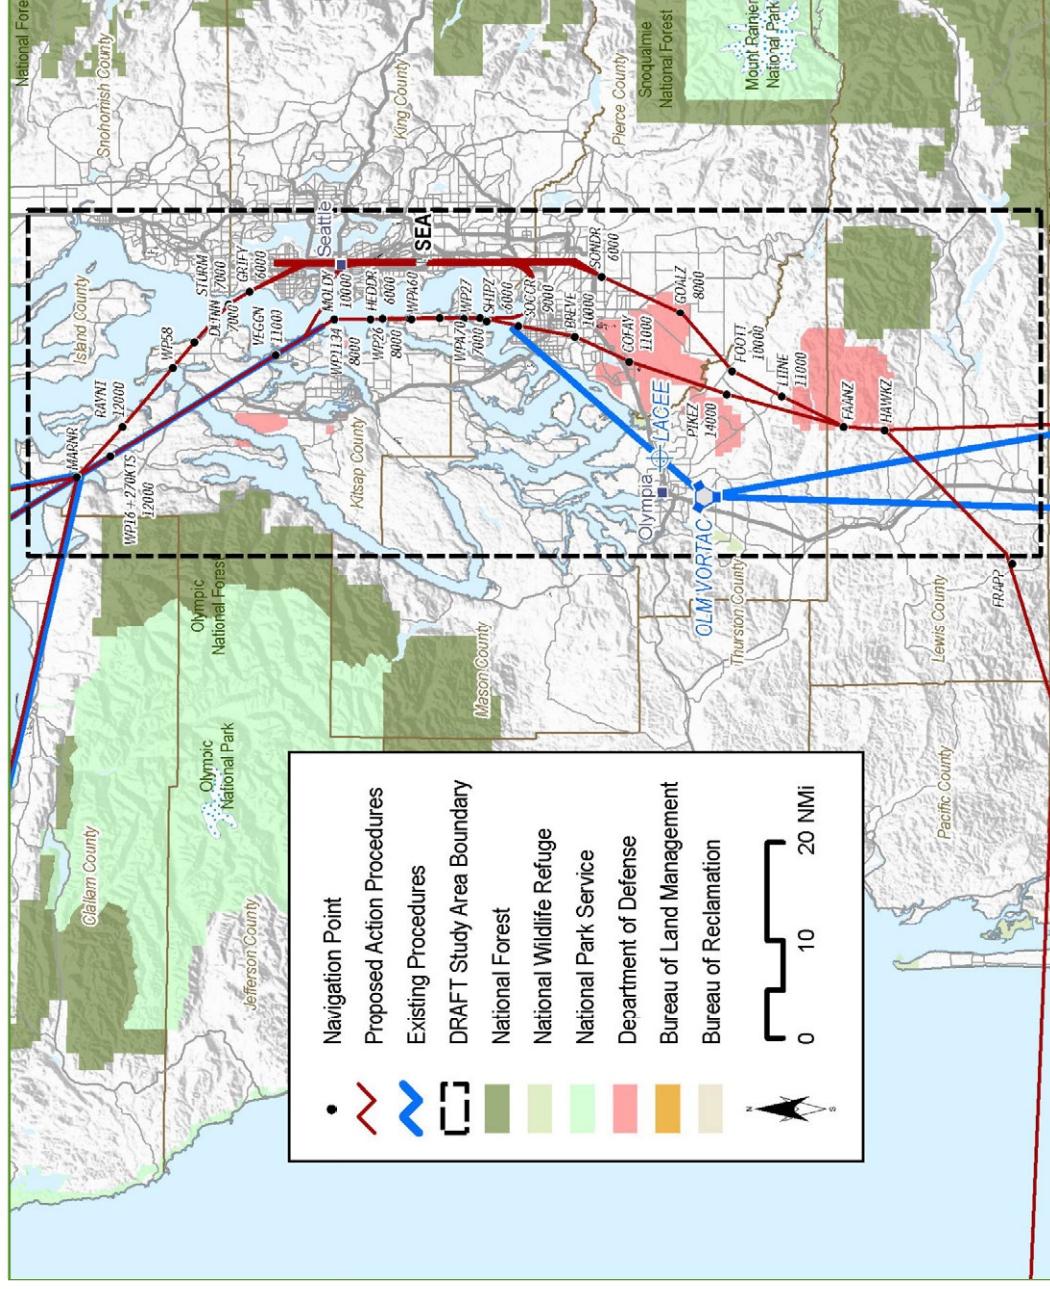 National Fore
Snohomish County
King County
Pierce County
Snoqualmie
National Forest
Mount Rainier
National Park
Island County
STURM
7000
GRIFY
6000
Seattle
SEA
DLTNN
7000
WP58
VEGGN
11000
MOLDY
10000
HEDDR
6000
WPA60
WP27
SHIPZ
6000
SOCCR
9000
BREVE
10000
SONDR
6000
GOALZ
8000
COFAY
11000
FOOTT
10000
LIINE
11000
FAANZ
HAWKZ
RAYNI
12000
WP1134
8000
WP26
8000
WPA70
7000
MARNR
WP16 + 270KTS
12000
Kitsap County
PIKEZ
14000
LACEE
Olympia
OLM VORTAC
FRAPP
Olympic
National Forest
Thurston County
Lewis County
Mason County
Olympic
National Park
Clallam County
Jefferson County
Pacific County
Navigation Point
Proposed Action Procedures
Existing Procedures
DRAFT Study Area Boundary
National Forest
National Wildlife Refuge
National Park Service
Department of Defense
Bureau of Land Management
Bureau of Reclamation
N
S
0 10 20 NMi